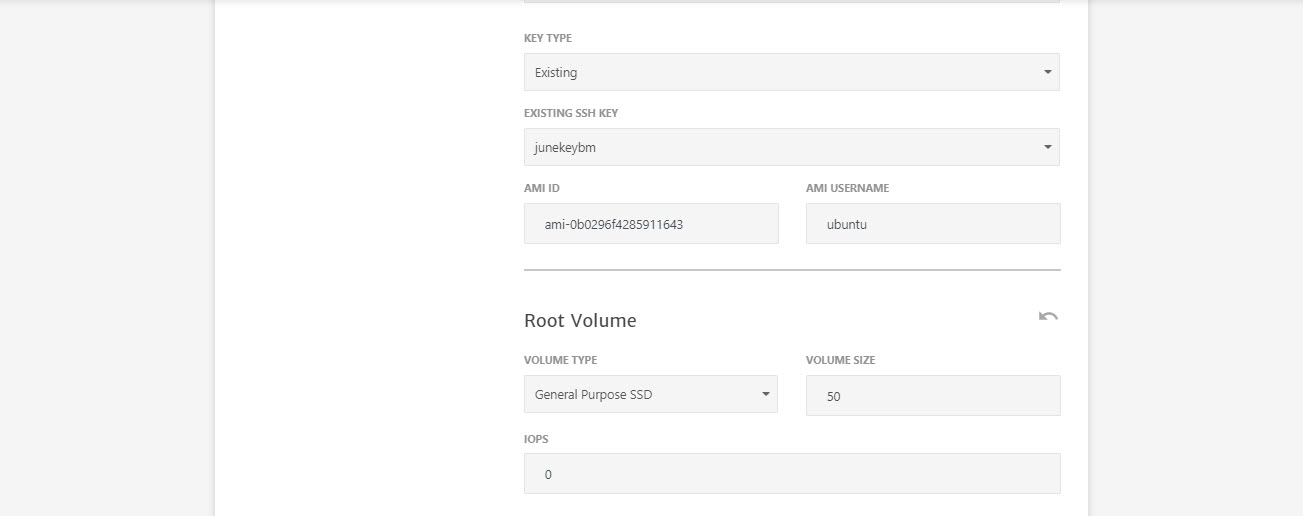 KEY TYPE
Existing
EXISTING SSH KEY
junekeybm
AMI ID
AMI USERNAME
ami-0b0296f4285911643
ubuntu
Root Volume
VOLUME TYPE
VOLUME SIZE
General Purpose SSD
50
IOPS
0